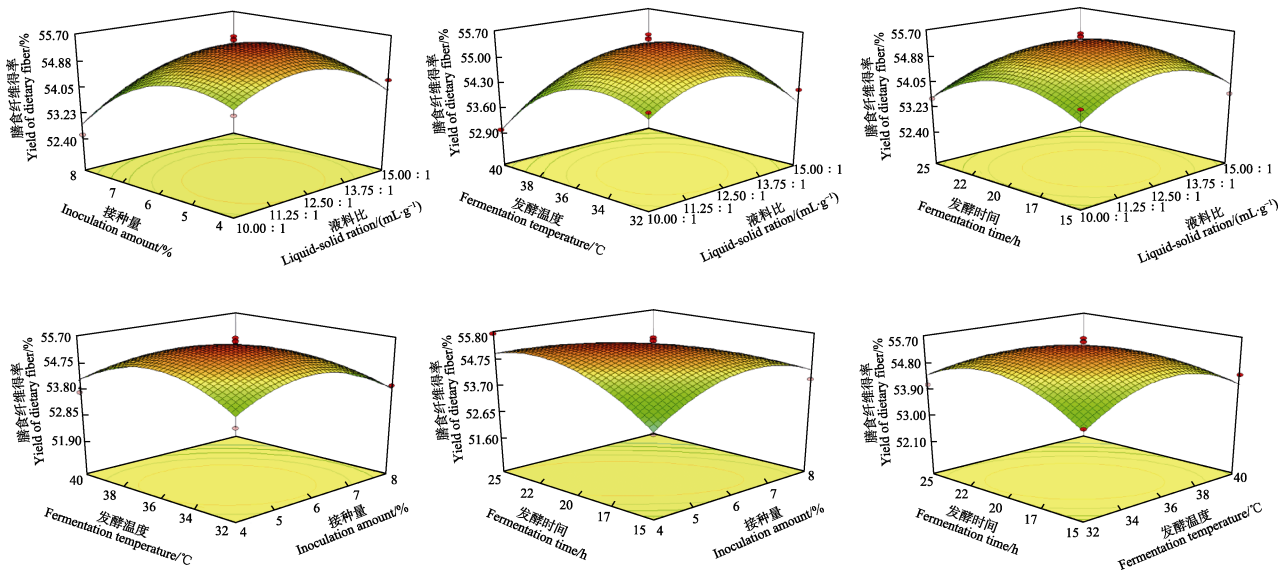 膳食纤维得率
Yield of dietary fiber/%
55.70
54.88
54.05
53.23
52.40
8
7
6
5
4
接种量
Inoculation amount/%
10.00：1
11.25：1
12.50：1
13.75：1
15.00：1
液料比
Liquid-solid ration/(mL·g⁻¹)
膳食纤维得率
Yield of dietary fiber/%
55.70
55.00
54.30
53.60
52.90
40
38
36
34
32
发酵温度
Fermentation temperature/℃
10.00：1
11.25：1
12.50：1
13.75：1
15.00：1
液料比
Liquid-solid ration/(mL·g⁻¹)
膳食纤维得率
Yield of dietary fiber/%
55.70
54.88
54.05
53.23
52.40
25
22
20
17
15
发酵时间
Fermentation time/h
10.00：1
11.25：1
12.50：1
13.75：1
15.00：1
液料比
Liquid-solid ration/(mL·g⁻¹)
膳食纤维得率
Yield of dietary fiber/%
55.70
54.75
53.80
52.85
51.90
40
38
36
34
32
发酵温度
Fermentation temperature/℃
4
5
6
7
8
接种量
Inoculation amount/%
膳食纤维得率
Yield of dietary fiber/%
55.80
54.75
53.70
52.65
51.60
25
22
20
17
15
发酵时间
Fermentation time/h
4
5
6
7
8
接种量
Inoculation amount/%
膳食纤维得率
Yield of dietary fiber/%
55.70
54.80
53.90
53.00
52.10
25
22
20
17
15
发酵时间
Fermentation time/h
32
34
36
38
40
发酵温度
Fermentation temperature/℃